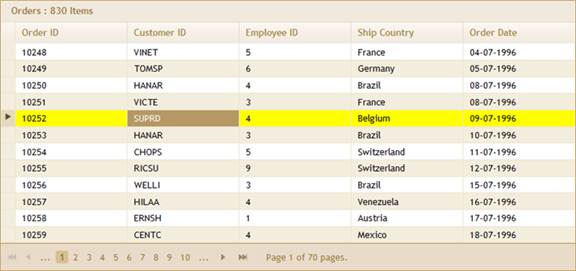 Orders : 830 Items
Order ID Customer ID Employee ID Ship Country Order Date
10248 VINET 5 France 04-07-1996
10249 TOMSP 6 Germany 05-07-1996
10250 HANAR 4 Brazil 08-07-1996
10251 VICTE 3 France 08-07-1996
10252 SUPRD 4 Belgium 09-07-1996
10253 HANAR 3 Brazil 10-07-1996
10254 CHOPS 5 Switzerland 11-07-1996
10255 RICSU 9 Switzerland 12-07-1996
10256 WELLI 3 Brazil 15-07-1996
10257 HILAA 4 Venezuela 16-07-1996
10258 ERNSH 1 Austria 17-07-1996
10259 CENTC 4 Mexico 18-07-1996
... 1 2 3 4 5 6 7 8 9 10 ... Page 1 of 70 pages.